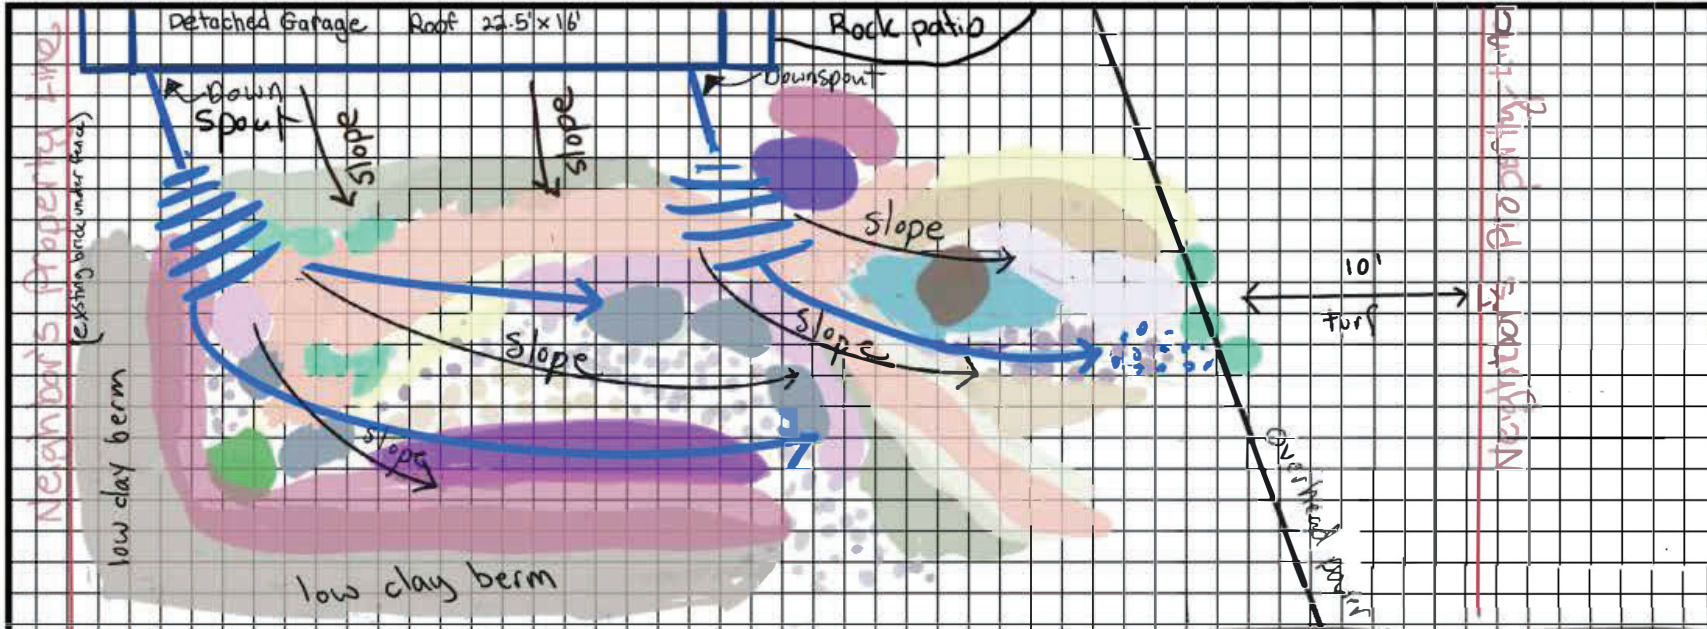 Detached Garage Roof 22.5' x 16'
Rock patio
Downspout
Down
Spout
slope
slope
Neighbor's Property Line
(existing brick under fence)
Slope
10'
Turf
Slope
Slope
Slope
low clay berm
low clay berm
Overhead power
Neighbor's property line